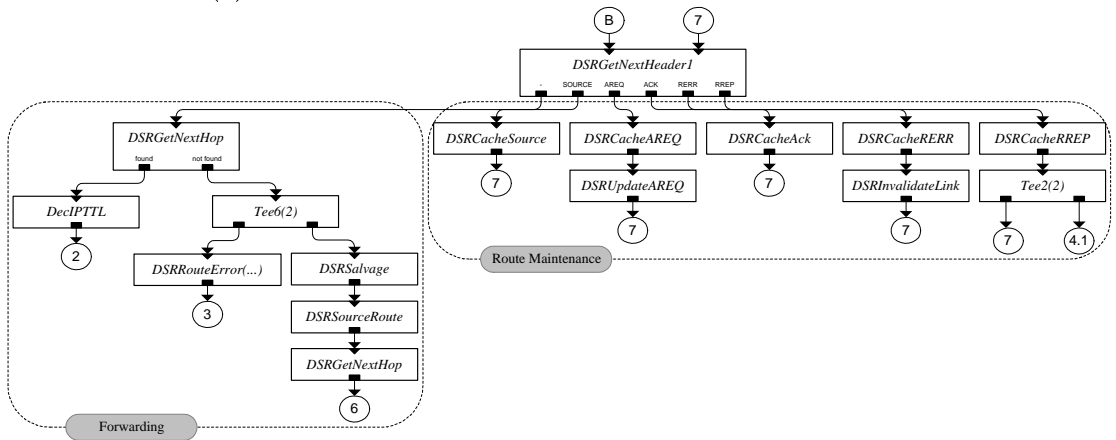 B 7
DSRGetNextHeader1
- SOURCE AREQ ACK RERR RREP
DSRGetNextHop
found not found
DecIPTTL
2
Tee6(2)
DSRRouteError(...)
3
DSRSalvage
DSRSourceRoute
DSRGetNextHop
6
Forwarding
DSRCacheSource DSRCacheAREQ DSRCacheAck DSRCacheRERR DSRCacheRREP
7 DSRUpdateAREQ 7 DSRInvalidateLink Tee2(2)
7 7 7 4.1
Route Maintenance